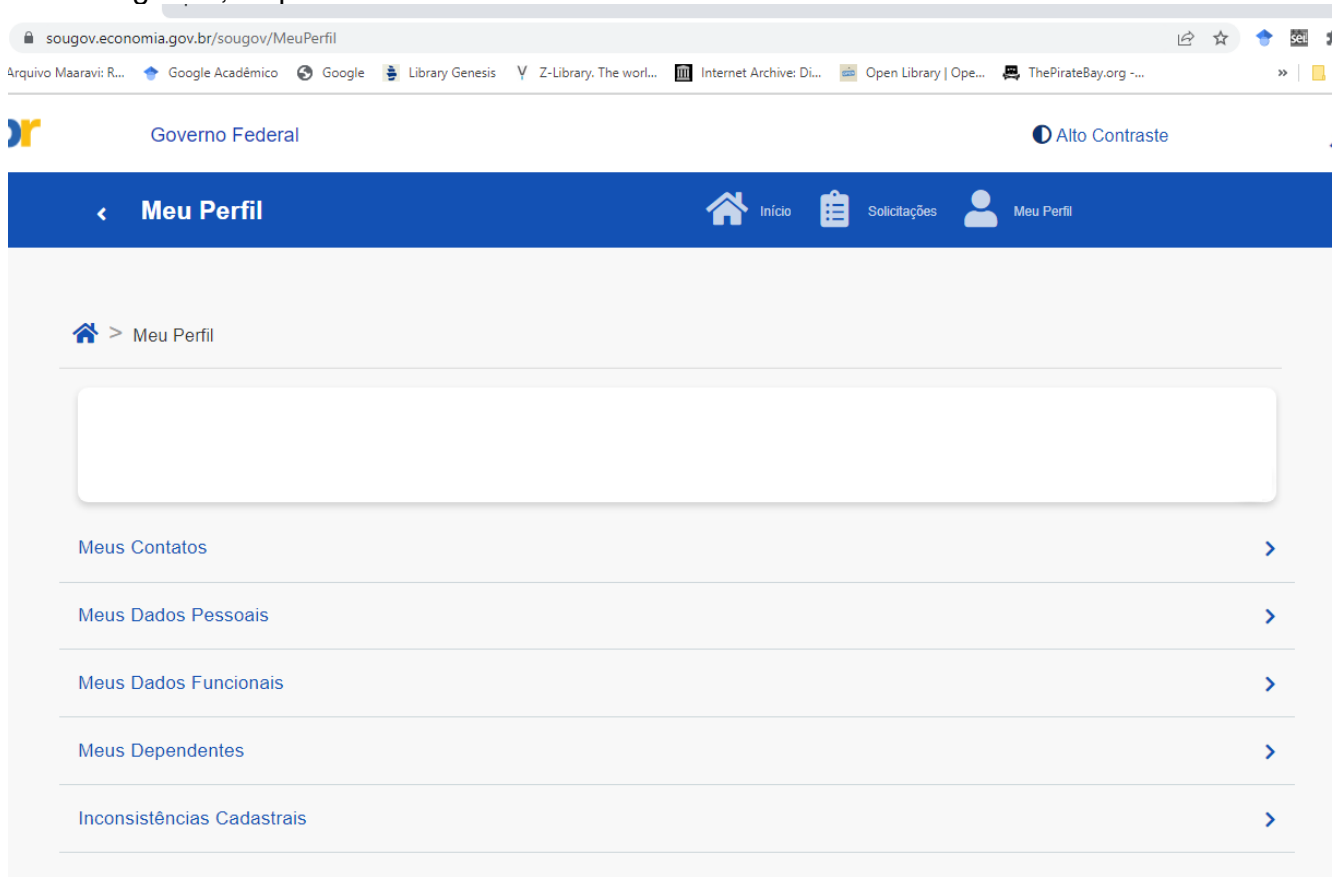 sougov.economia.gov.br/sougov/MeuPerfil
Arquivo Maaravi: R... Google Acadêmico Google Library Genesis Z-Library. The worl... Internet Archive: Di... Open Library | Ope... ThePirateBay.org -... »
Governo Federal Alto Contraste
Meu Perfil Início Solicitações Meu Perfil
> Meu Perfil
Meus Contatos
Meus Dados Pessoais
Meus Dados Funcionais
Meus Dependentes
Inconsistências Cadastrais